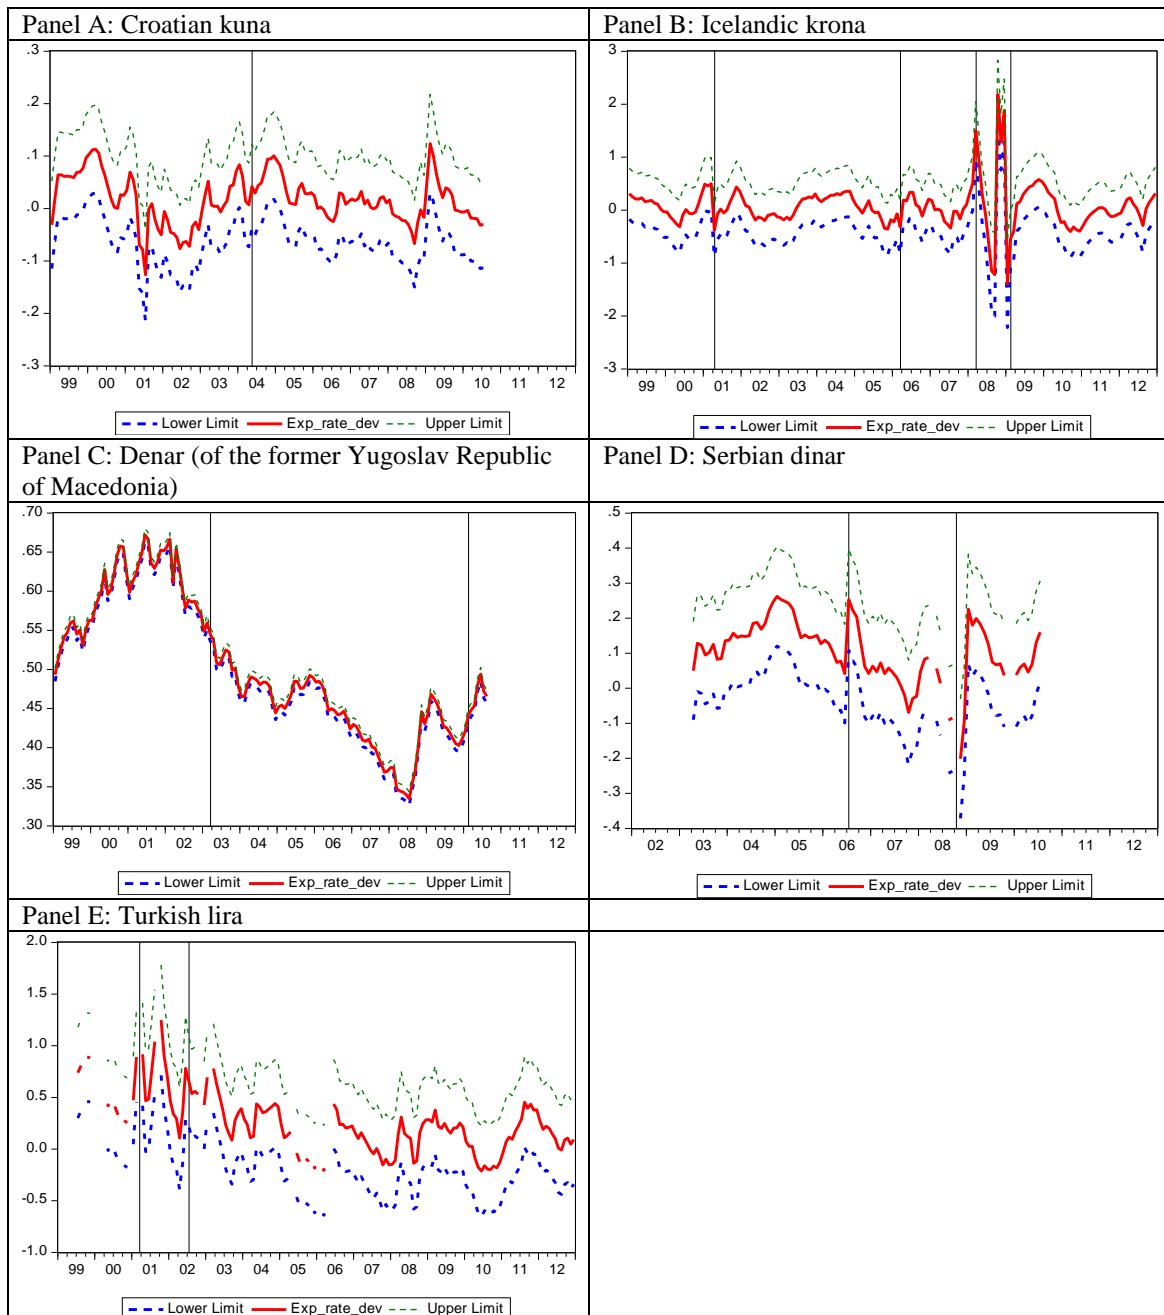 Panel A: Croatian kuna
.3
.2
.1
.0
-.1
-.2
-.3
99 00 01 02 03 04 05 06 07 08 09 10 11 12
Lower Limit Exp_rate_dev Upper Limit
Panel B: Icelandic krona
3
2
1
0
-1
-2
-3
99 00 01 02 03 04 05 06 07 08 09 10 11 12
Lower Limit Exp_rate_dev Upper Limit
Panel C: Denar (of the former Yugoslav Republic
of Macedonia)
.70
.65
.60
.55
.50
.45
.40
.35
.30
99 00 01 02 03 04 05 06 07 08 09 10 11 12
Lower Limit Exp_rate_dev Upper Limit
Panel D: Serbian dinar
.5
.4
.3
.2
.1
.0
-.1
-.2
-.3
-.4
02 03 04 05 06 07 08 09 10 11 12
Lower Limit Exp_rate_dev Upper Limit
Panel E: Turkish lira
2.0
1.5
1.0
0.5
0.0
-0.5
-1.0
99 00 01 02 03 04 05 06 07 08 09 10 11 12
Lower Limit Exp_rate_dev Upper Limit